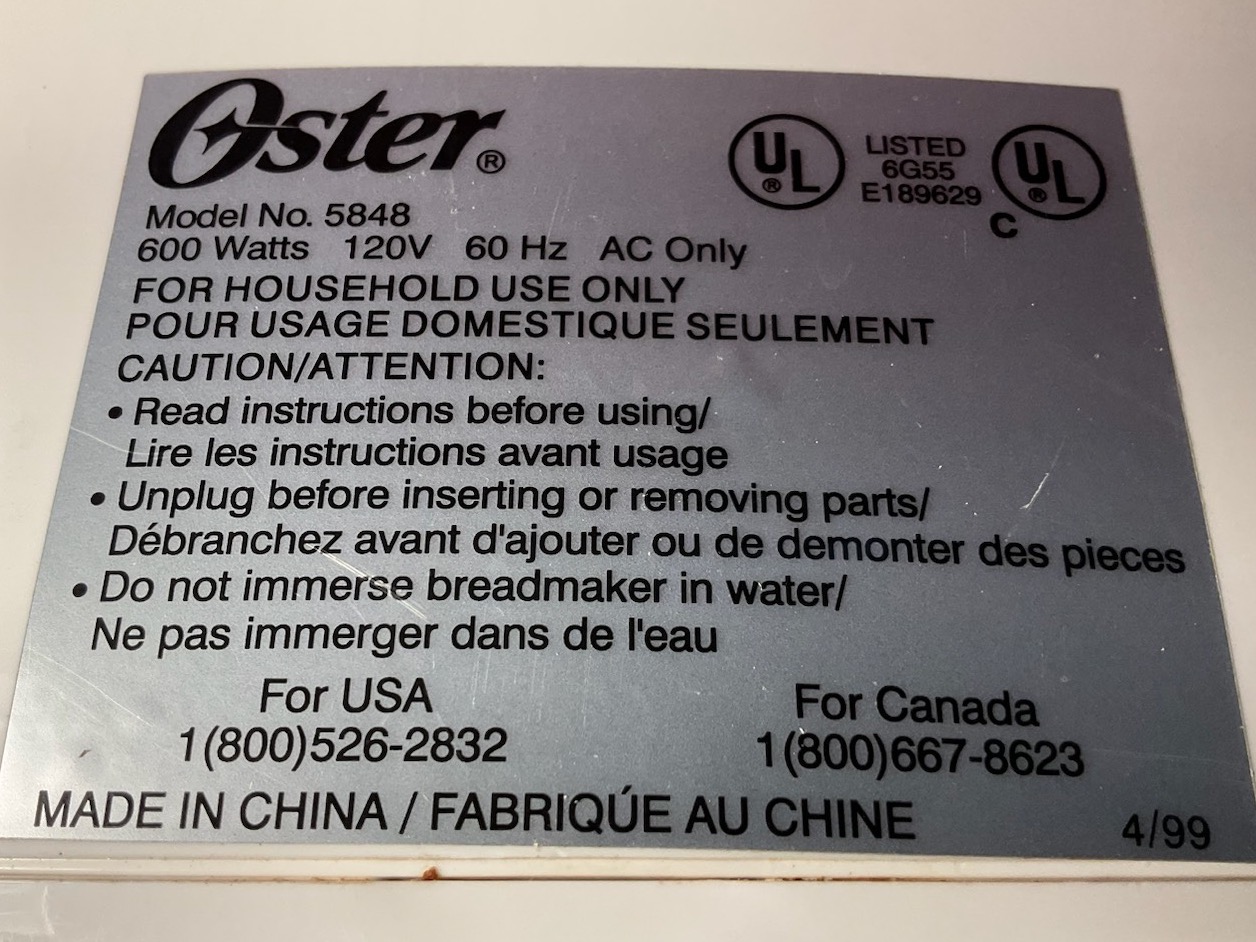 Oster®
UL® LISTED 6G55 E189629 C UL®
Model No. 5848
600 Watts 120V 60 Hz AC Only
FOR HOUSEHOLD USE ONLY
POUR USAGE DOMESTIQUE SEULEMENT
CAUTION/ATTENTION:
• Read instructions before using/
Lire les instructions avant usage
• Unplug before inserting or removing parts/
Débranchez avant d'ajouter ou de demonter des pieces
• Do not immerse breadmaker in water/
Ne pas immerger dans de l'eau
For USA
1(800)526-2832
For Canada
1(800)667-8623
MADE IN CHINA / FABRIQÚE AU CHINE
4/99